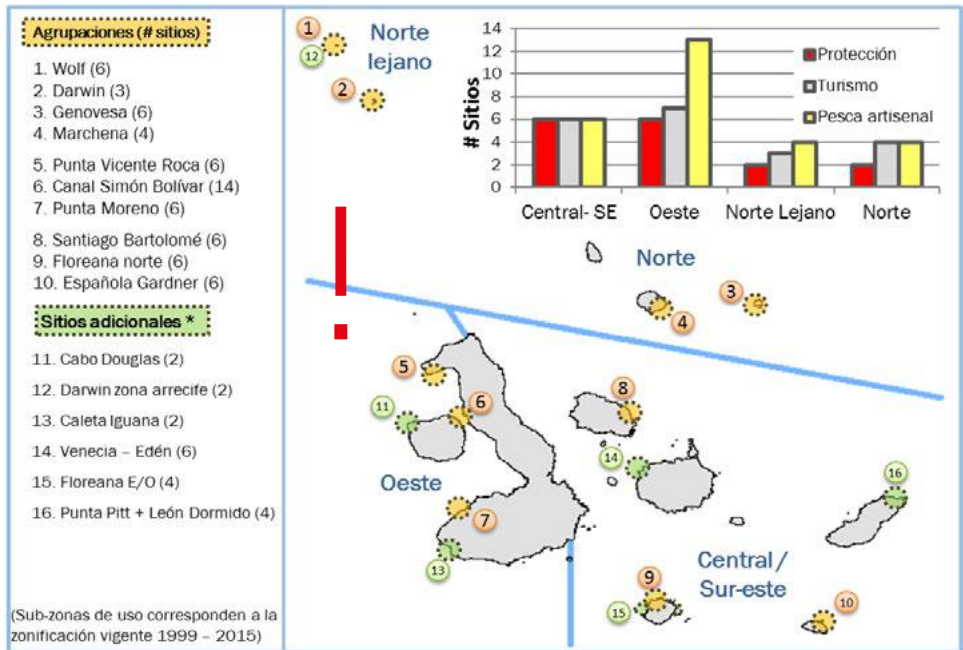 Agrupaciones (# sitios)
1. Wolf (6)
2. Darwin (3)
3. Genovesa (6)
4. Marchena (4)
5. Punta Vicente Roca (6)
6. Canal Simón Bolívar (14)
7. Punta Moreno (6)
8. Santiago Bartolomé (6)
9. Floreana norte (6)
10. Española Gardner (6)
Sitios adicionales *
11. Cabo Douglas (2)
12. Darwin zona arrecife (2)
13. Caleta Iguana (2)
14. Venecia – Edén (6)
15. Floreana E/O (4)
16. Punta Pitt + León Dormido (4)
(Sub-zonas de uso corresponden a la
zonificación vigente 1999 – 2015)
1
12
Norte
lejano
2
# Sitios
14
12
10
8
6
4
2
0
Protección
Turismo
Pesca artisenal
Central- SE
Oeste
Norte Lejano
Norte
!
Norte
3
4
5
6
11
8
14
16
Oeste
7
13
Central /
Sur-este
9
15
10